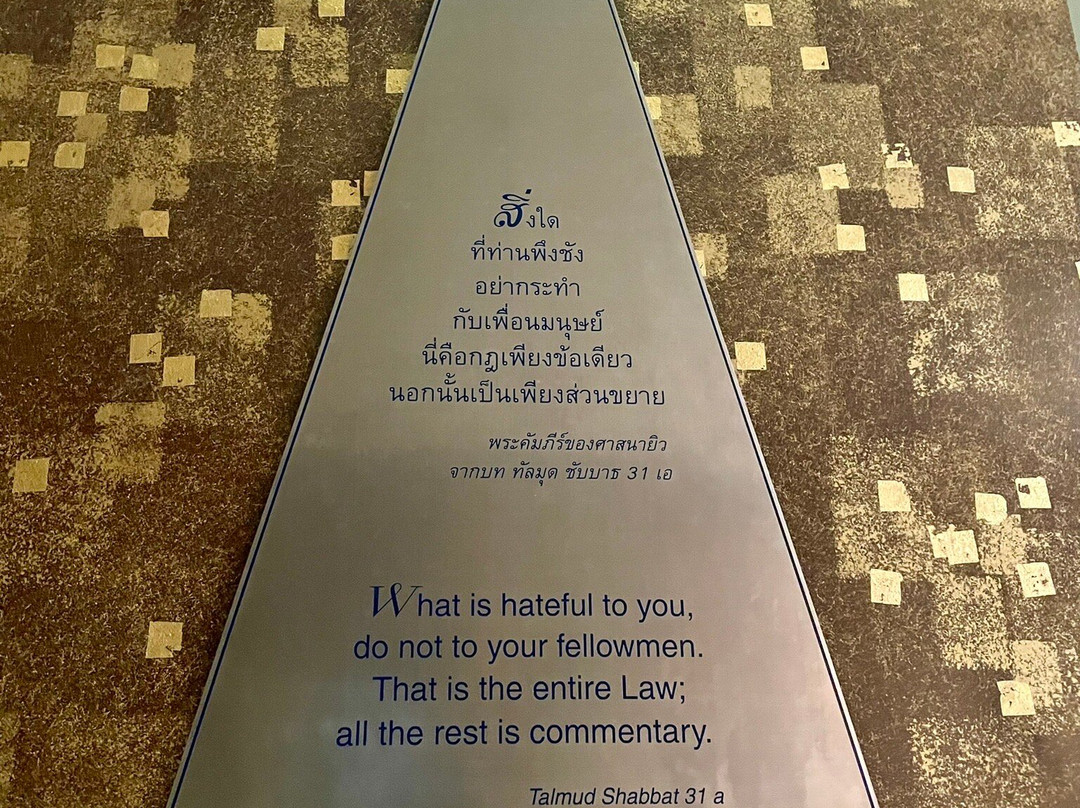 สิ่งใด
ที่ท่านพึงชัง
อย่ากระทำ
กับเพื่อนมนุษย์
นี่คือกฎเพียงข้อเดียว
นอกนั้นเป็นเพียงส่วนขยาย
พระคัมภีร์ของศาสนายิว
จากบท ทัลมุด ชับบาธ 31 เอ
What is hateful to you,
do not to your fellowmen.
That is the entire Law;
all the rest is commentary.
Talmud Shabbat 31 a